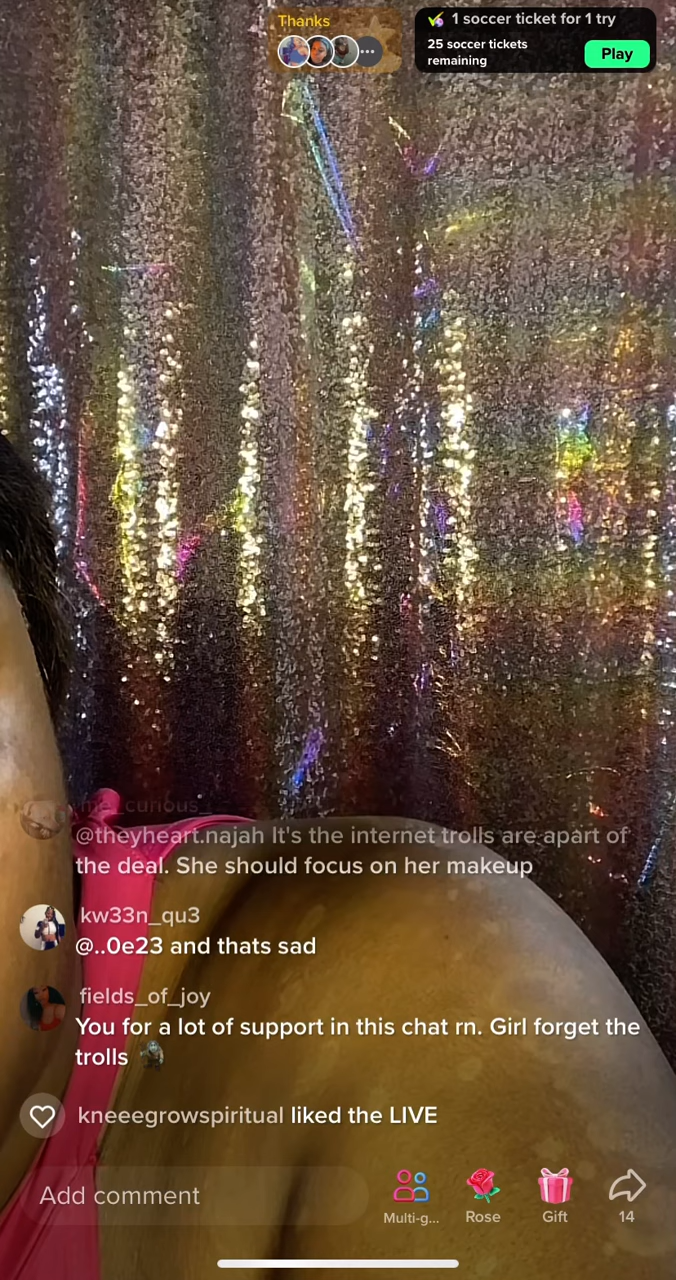 Thanks
1 soccer ticket for 1 try
25 soccer tickets
remaining
Play
me_curious
@theyheart.najah It's the internet trolls are apart of
the deal. She should focus on her makeup
kw33n_qu3
@..0e23 and thats sad
fields_of_joy
You for a lot of support in this chat rn. Girl forget the
trolls
kneeegrowspiritual liked the LIVE
Add comment
Multi-g...
Rose
Gift
14